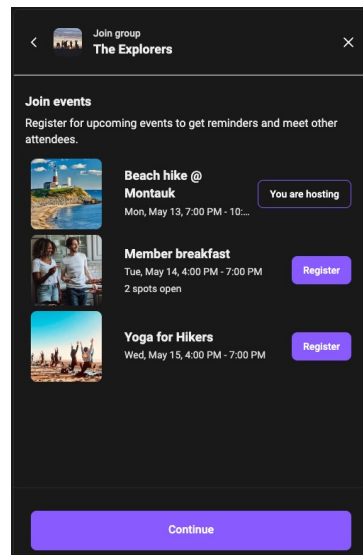 Join group
The Explorers
Join events
Register for upcoming events to get reminders and meet other
attendees.
Beach hike @
Montauk
Mon, May 13, 7:00 PM - 10:...
You are hosting
Member breakfast
Tue, May 14, 4:00 PM - 7:00 PM
2 spots open
Register
Yoga for Hikers
Wed, May 15, 4:00 PM - 7:00 PM
Register
Continue